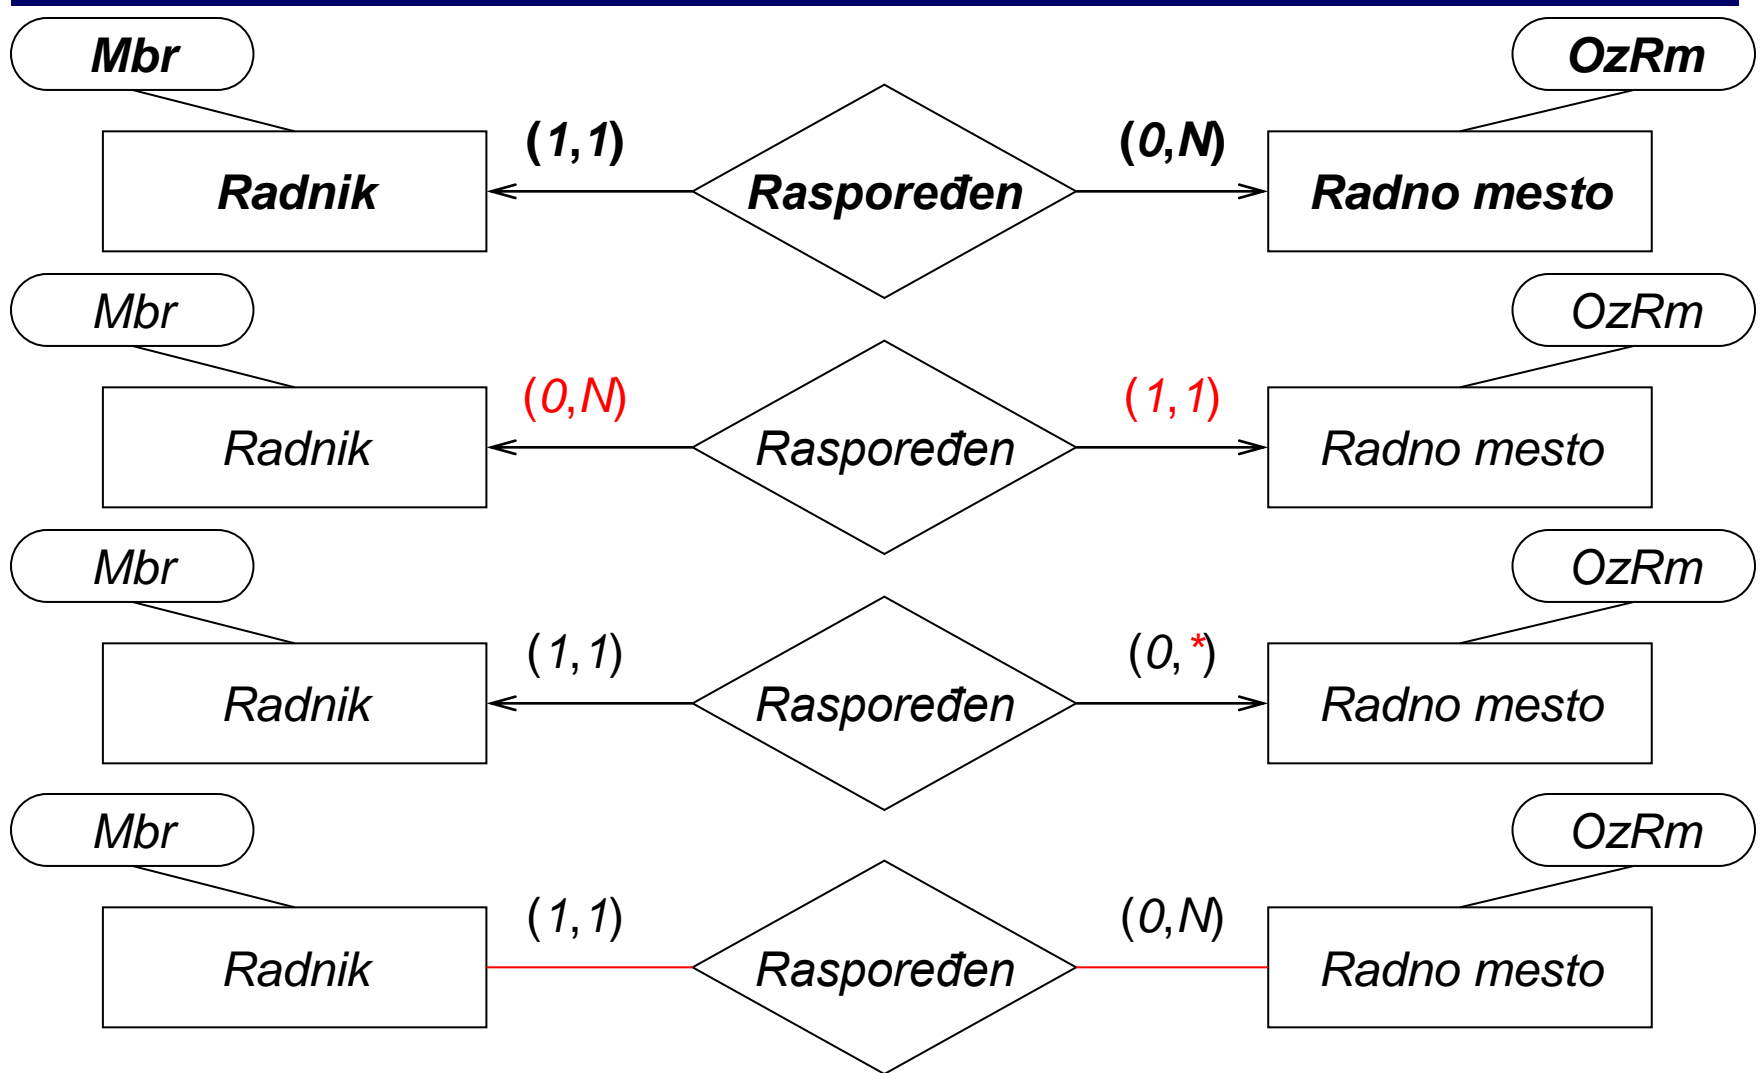 Mbr
OzRm
(1,1)
(0,N)
Radnik
Raspoređen
Radno mesto
Mbr
OzRm
(0,N)
(1,1)
Radnik
Raspoređen
Radno mesto
Mbr
OzRm
(1,1)
(0,*)
Radnik
Raspoređen
Radno mesto
Mbr
OzRm
(1,1)
(0,N)
Radnik
Raspoređen
Radno mesto